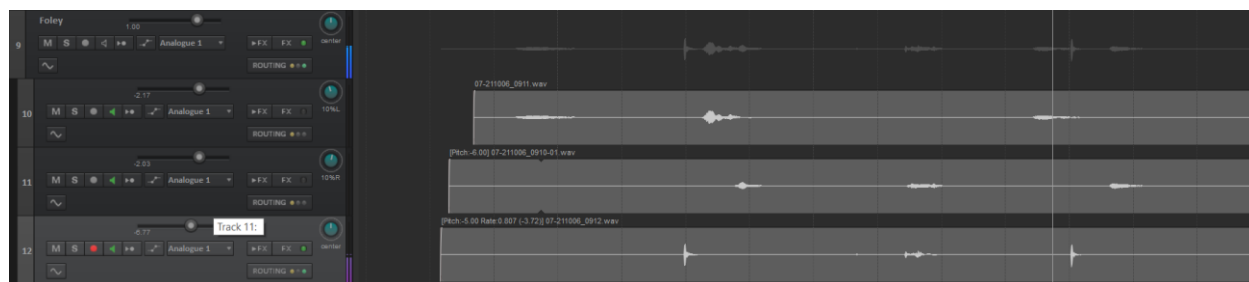 Foley
1.00
9 M S Analogue 1 FX FX center
ROUTING
07-211006_0911.wav
-2.17
10 M S Analogue 1 FX FX 10%L
ROUTING
[Pitch:-6.00] 07-211006_0910-01.wav
-2.03
11 M S Analogue 1 FX FX 10%R
ROUTING
[Pitch:-5.00 Rate:0.807 (-3.72)] 07-211006_0912.wav
-6.77 Track 11:
12 M S Analogue 1 FX FX center
ROUTING